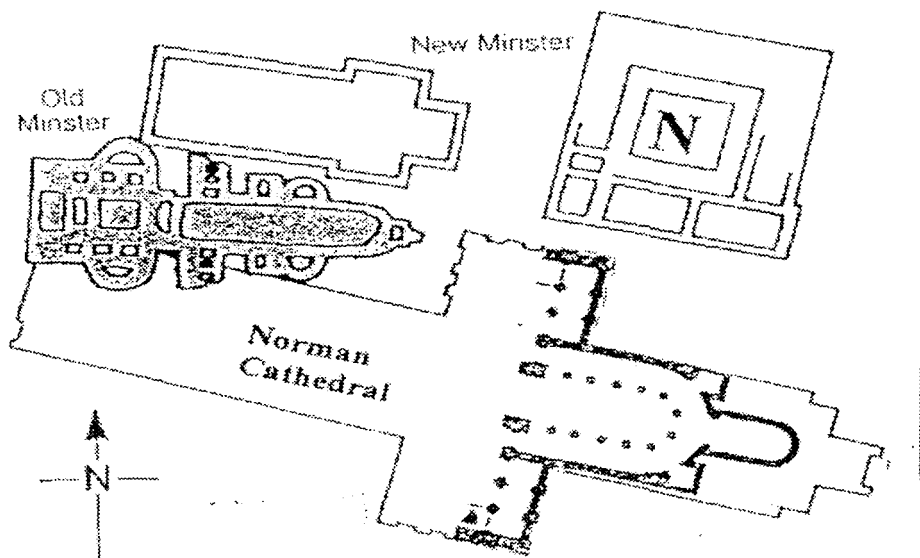 New Minster
Old
Minster
N
Norman
Cathedral
N